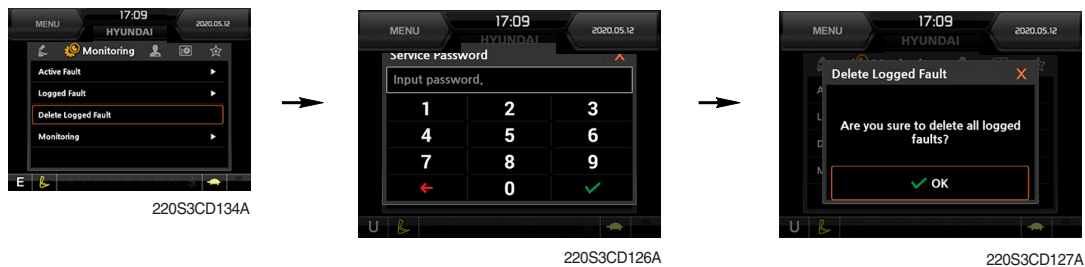 MENU
17:09
HYUNDAI
2020.05.12
Monitoring
Active Fault
Logged Fault
Delete Logged Fault
Monitoring
E
220S3CD134A
MENU
17:09
HYUNDAI
2020.05.12
Service Password
X
Input password.
1 2 3
4 5 6
7 8 9
0
U
220S3CD126A
MENU
17:09
HYUNDAI
2020.05.12
Delete Logged Fault
X
Are you sure to delete all logged
faults?
OK
U
220S3CD127A